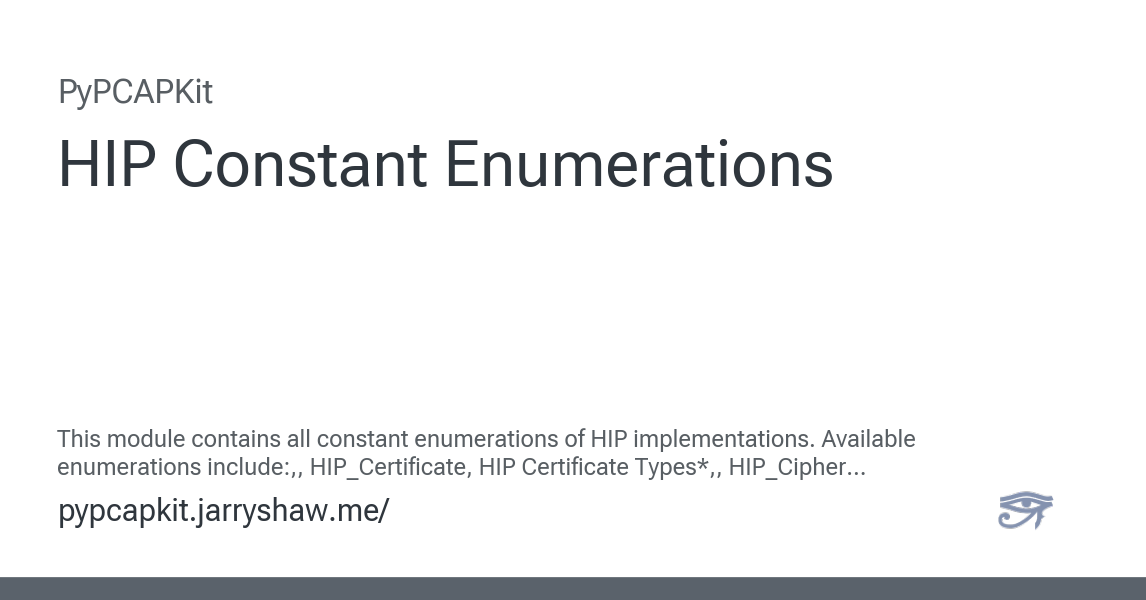 PyPCAPKit
HIP Constant Enumerations
This module contains all constant enumerations of HIP implementations. Available
enumerations include:,, HIP_Certificate, HIP Certificate Types*,, HIP_Cipher...
pypcapkit.jarryshaw.me/